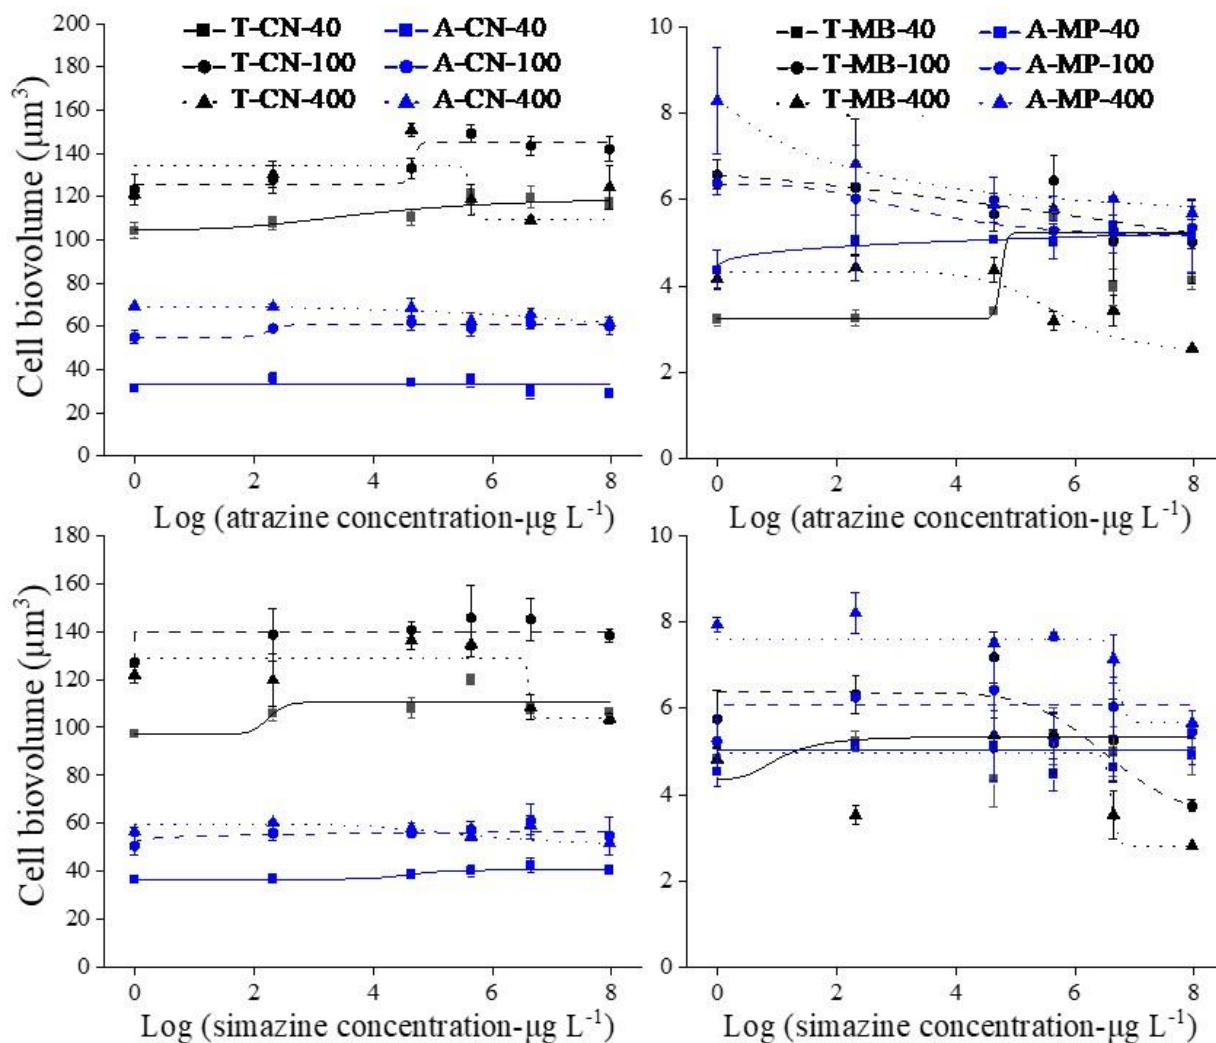 200
180
160
140
120
100
80
60
40
20
0
Cell biovolume (μm³)
T-CN-40 A-CN-40
T-CN-100 A-CN-100
T-CN-400 A-CN-400
0 2 4 6 8
Log (atrazine concentration-μg L⁻¹)
10
8
6
4
2
0
T-MB-40 A-MP-40
T-MB-100 A-MP-100
T-MB-400 A-MP-400
0 2 4 6 8
Log (atrazine concentration-μg L⁻¹)
180
160
140
120
100
80
60
40
20
0
Cell biovolume (μm³)
0 2 4 6 8
Log (simazine concentration-μg L⁻¹)
10
8
6
4
2
0
0 2 4 6 8
Log (simazine concentration-μg L⁻¹)